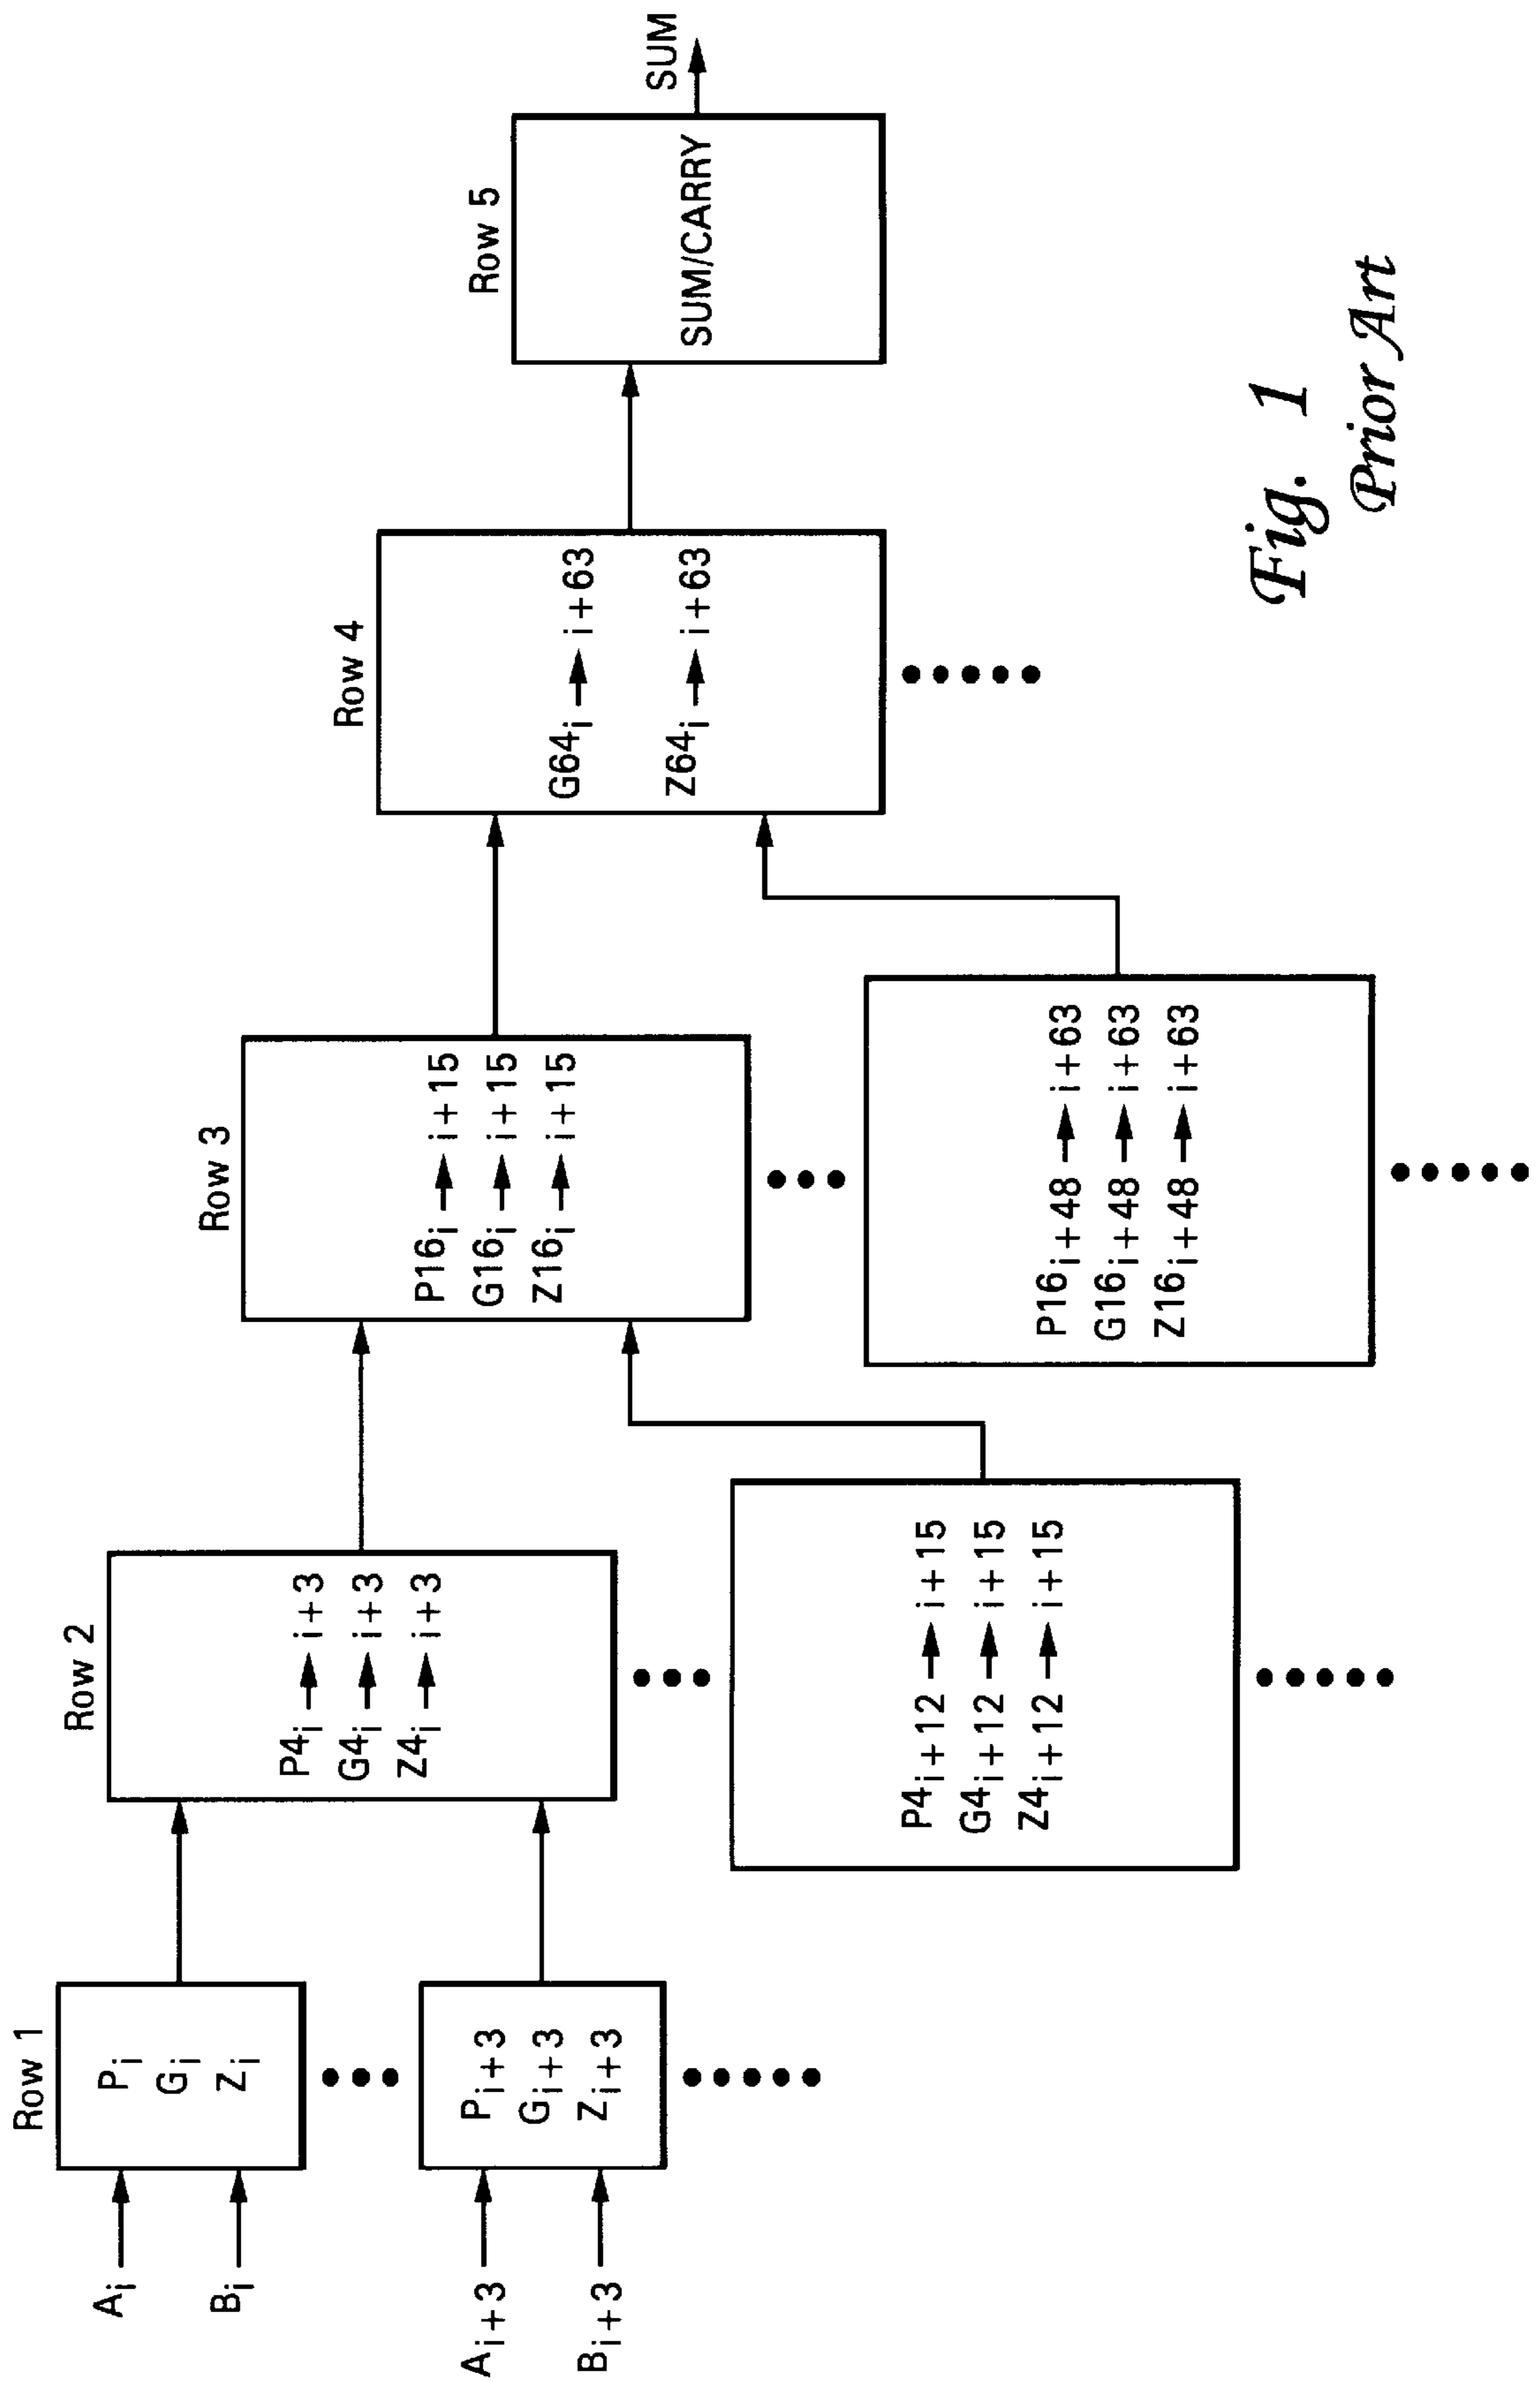 Row 1
Aᵢ
Bᵢ
Pᵢ
Gᵢ
Zᵢ
Aᵢ₊₃
Bᵢ₊₃
Pᵢ₊₃
Gᵢ₊₃
Zᵢ₊₃
Row 2
P4ᵢ → i+3
G4ᵢ → i+3
Z4ᵢ → i+3
P4ᵢ₊₁₂ → i+15
G4ᵢ₊₁₂ → i+15
Z4ᵢ₊₁₂ → i+15
Row 3
P16ᵢ → i+15
G16ᵢ → i+15
Z16ᵢ → i+15
P16ᵢ₊₄₈ → i+63
G16ᵢ₊₄₈ → i+63
Z16ᵢ₊₄₈ → i+63
Row 4
G64ᵢ → i+63
Z64ᵢ → i+63
Row 5
SUM/CARRY
SUM
Fig. 1
Prior Art